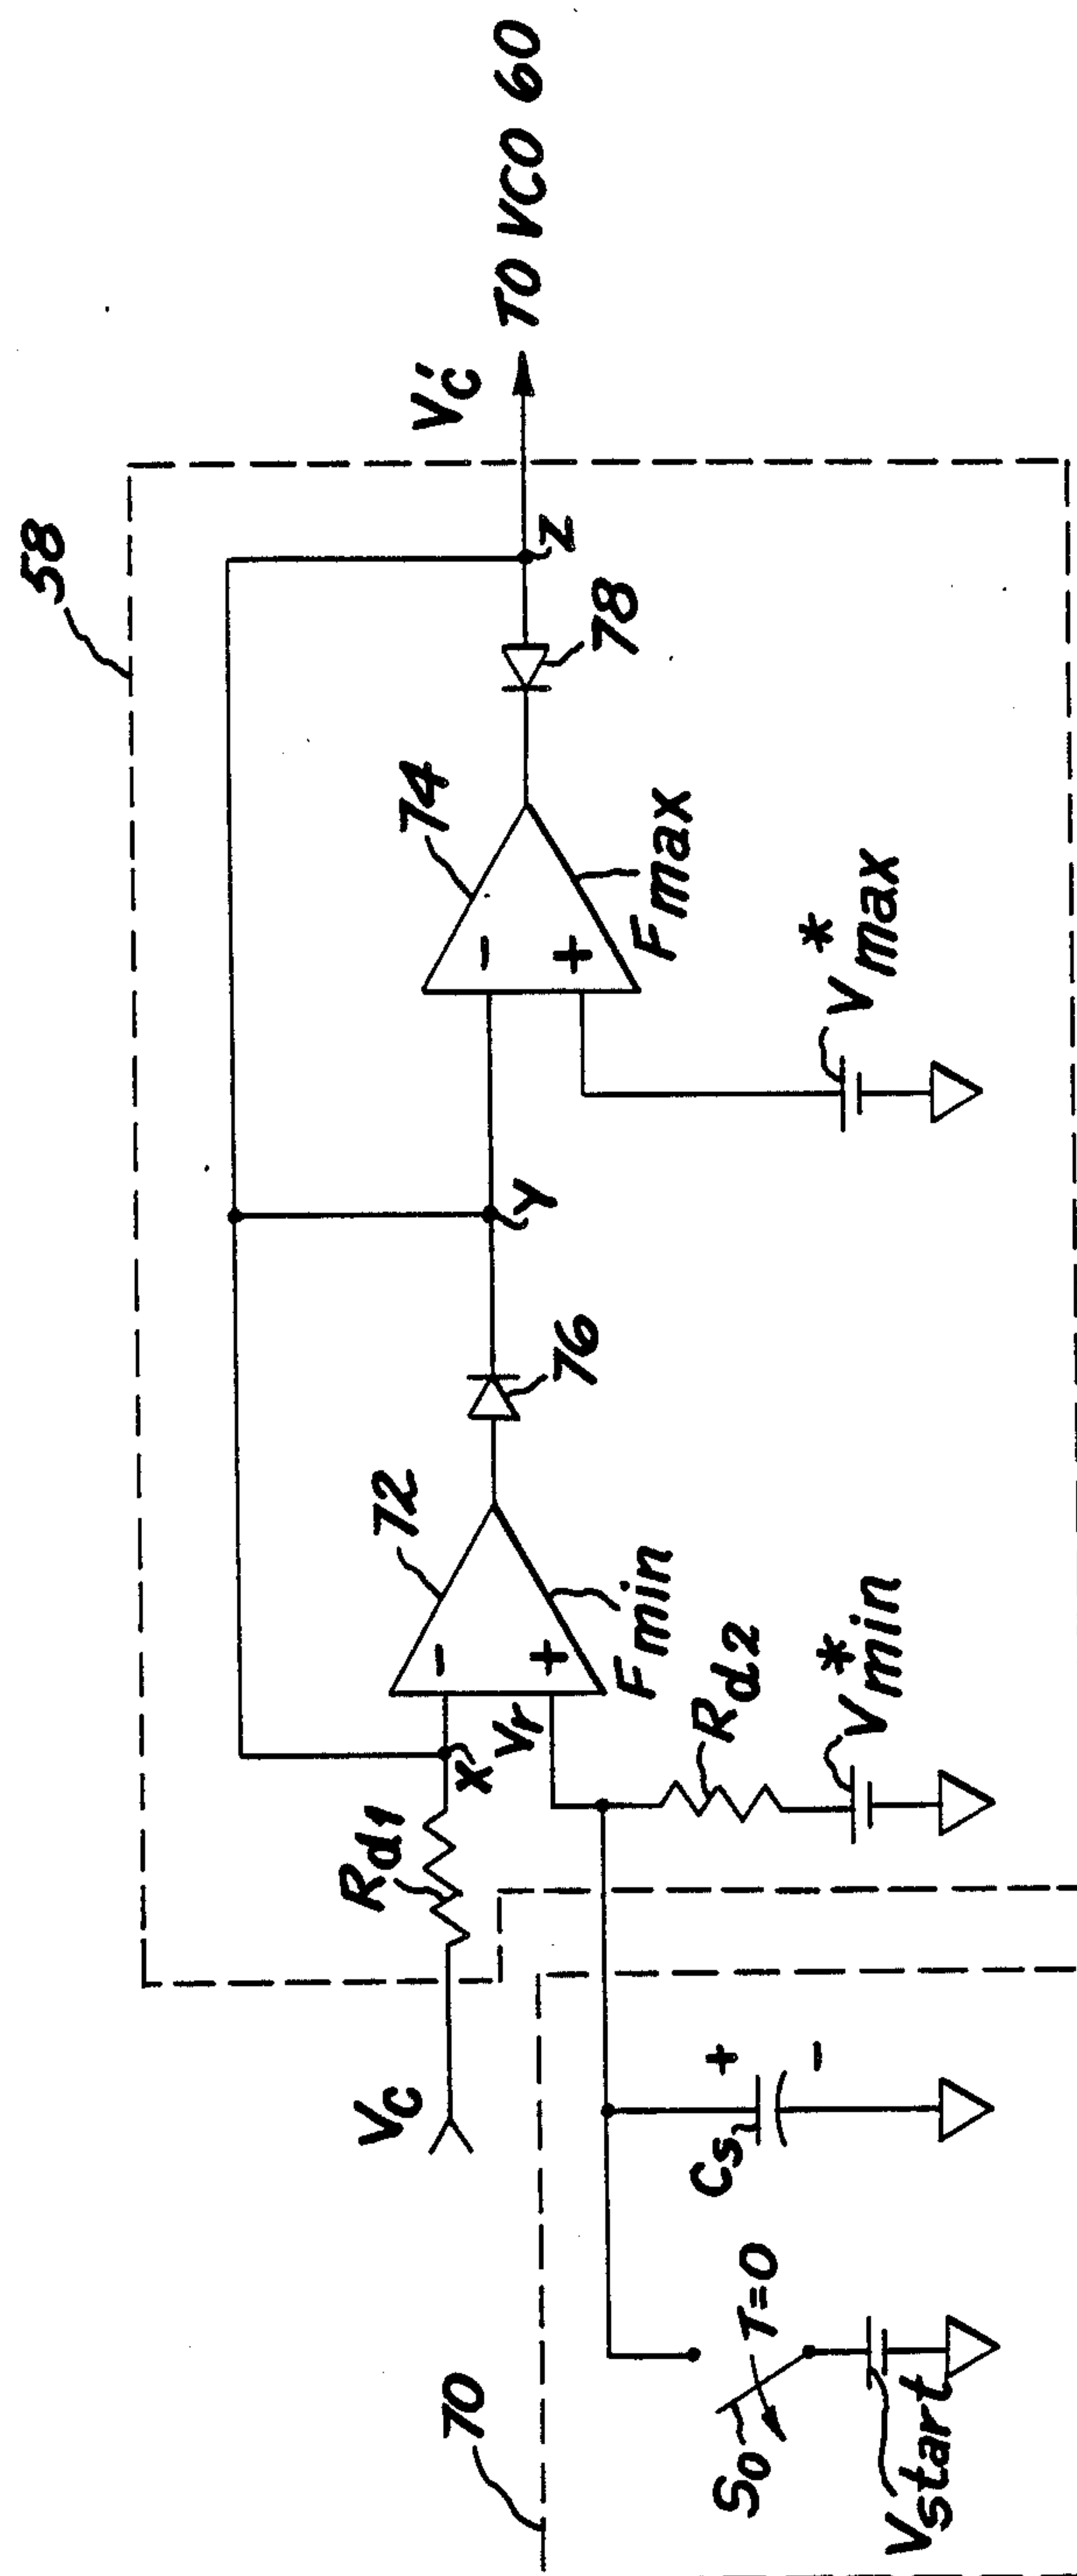 58
V'c
TO VCO 60
z
78
74
-
+
Fmax
V*max
y
76
72
-
+
Fmin
x
Vr
Rd1
Rd2
V*min
Vc
Cs
+
-
70
S0
T=0
Vstart